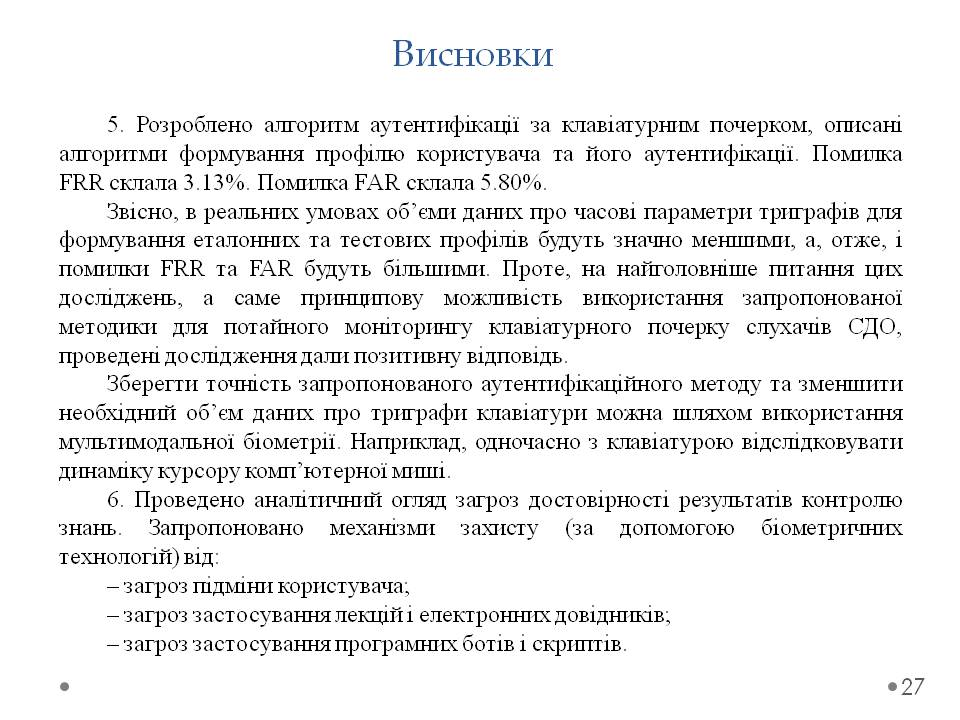 Висновки
5. Розроблено алгоритм аутентифікації за клавіатурним почерком, описані
алгоритми формування профілю користувача та його аутентифікації. Помилка
FRR склала 3.13%. Помилка FAR склала 5.80%.
Звісно, в реальних умовах об’єми даних про часові параметри триграфів для
формування еталонних та тестових профілів будуть значно меншими, а, отже, і
помилки FRR та FAR будуть більшими. Проте, на найголовніше питання цих
досліджень, а саме принципову можливість використання запропонованої
методики для потайного моніторингу клавіатурного почерку слухачів СДО,
проведені дослідження дали позитивну відповідь.
Зберегти точність запропонованого аутентифікаційного методу та зменшити
необхідний об’єм даних про триграфи клавіатури можна шляхом використання
мультимодальної біометрії. Наприклад, одночасно з клавіатурою відслідковувати
динаміку курсору комп’ютерної миші.
6. Проведено аналітичний огляд загроз достовірності результатів контролю
знань. Запропоновано механізми захисту (за допомогою біометричних
технологій) від:
– загроз підміни користувача;
– загроз застосування лекцій і електронних довідників;
– загроз застосування програмних ботів і скриптів.
27